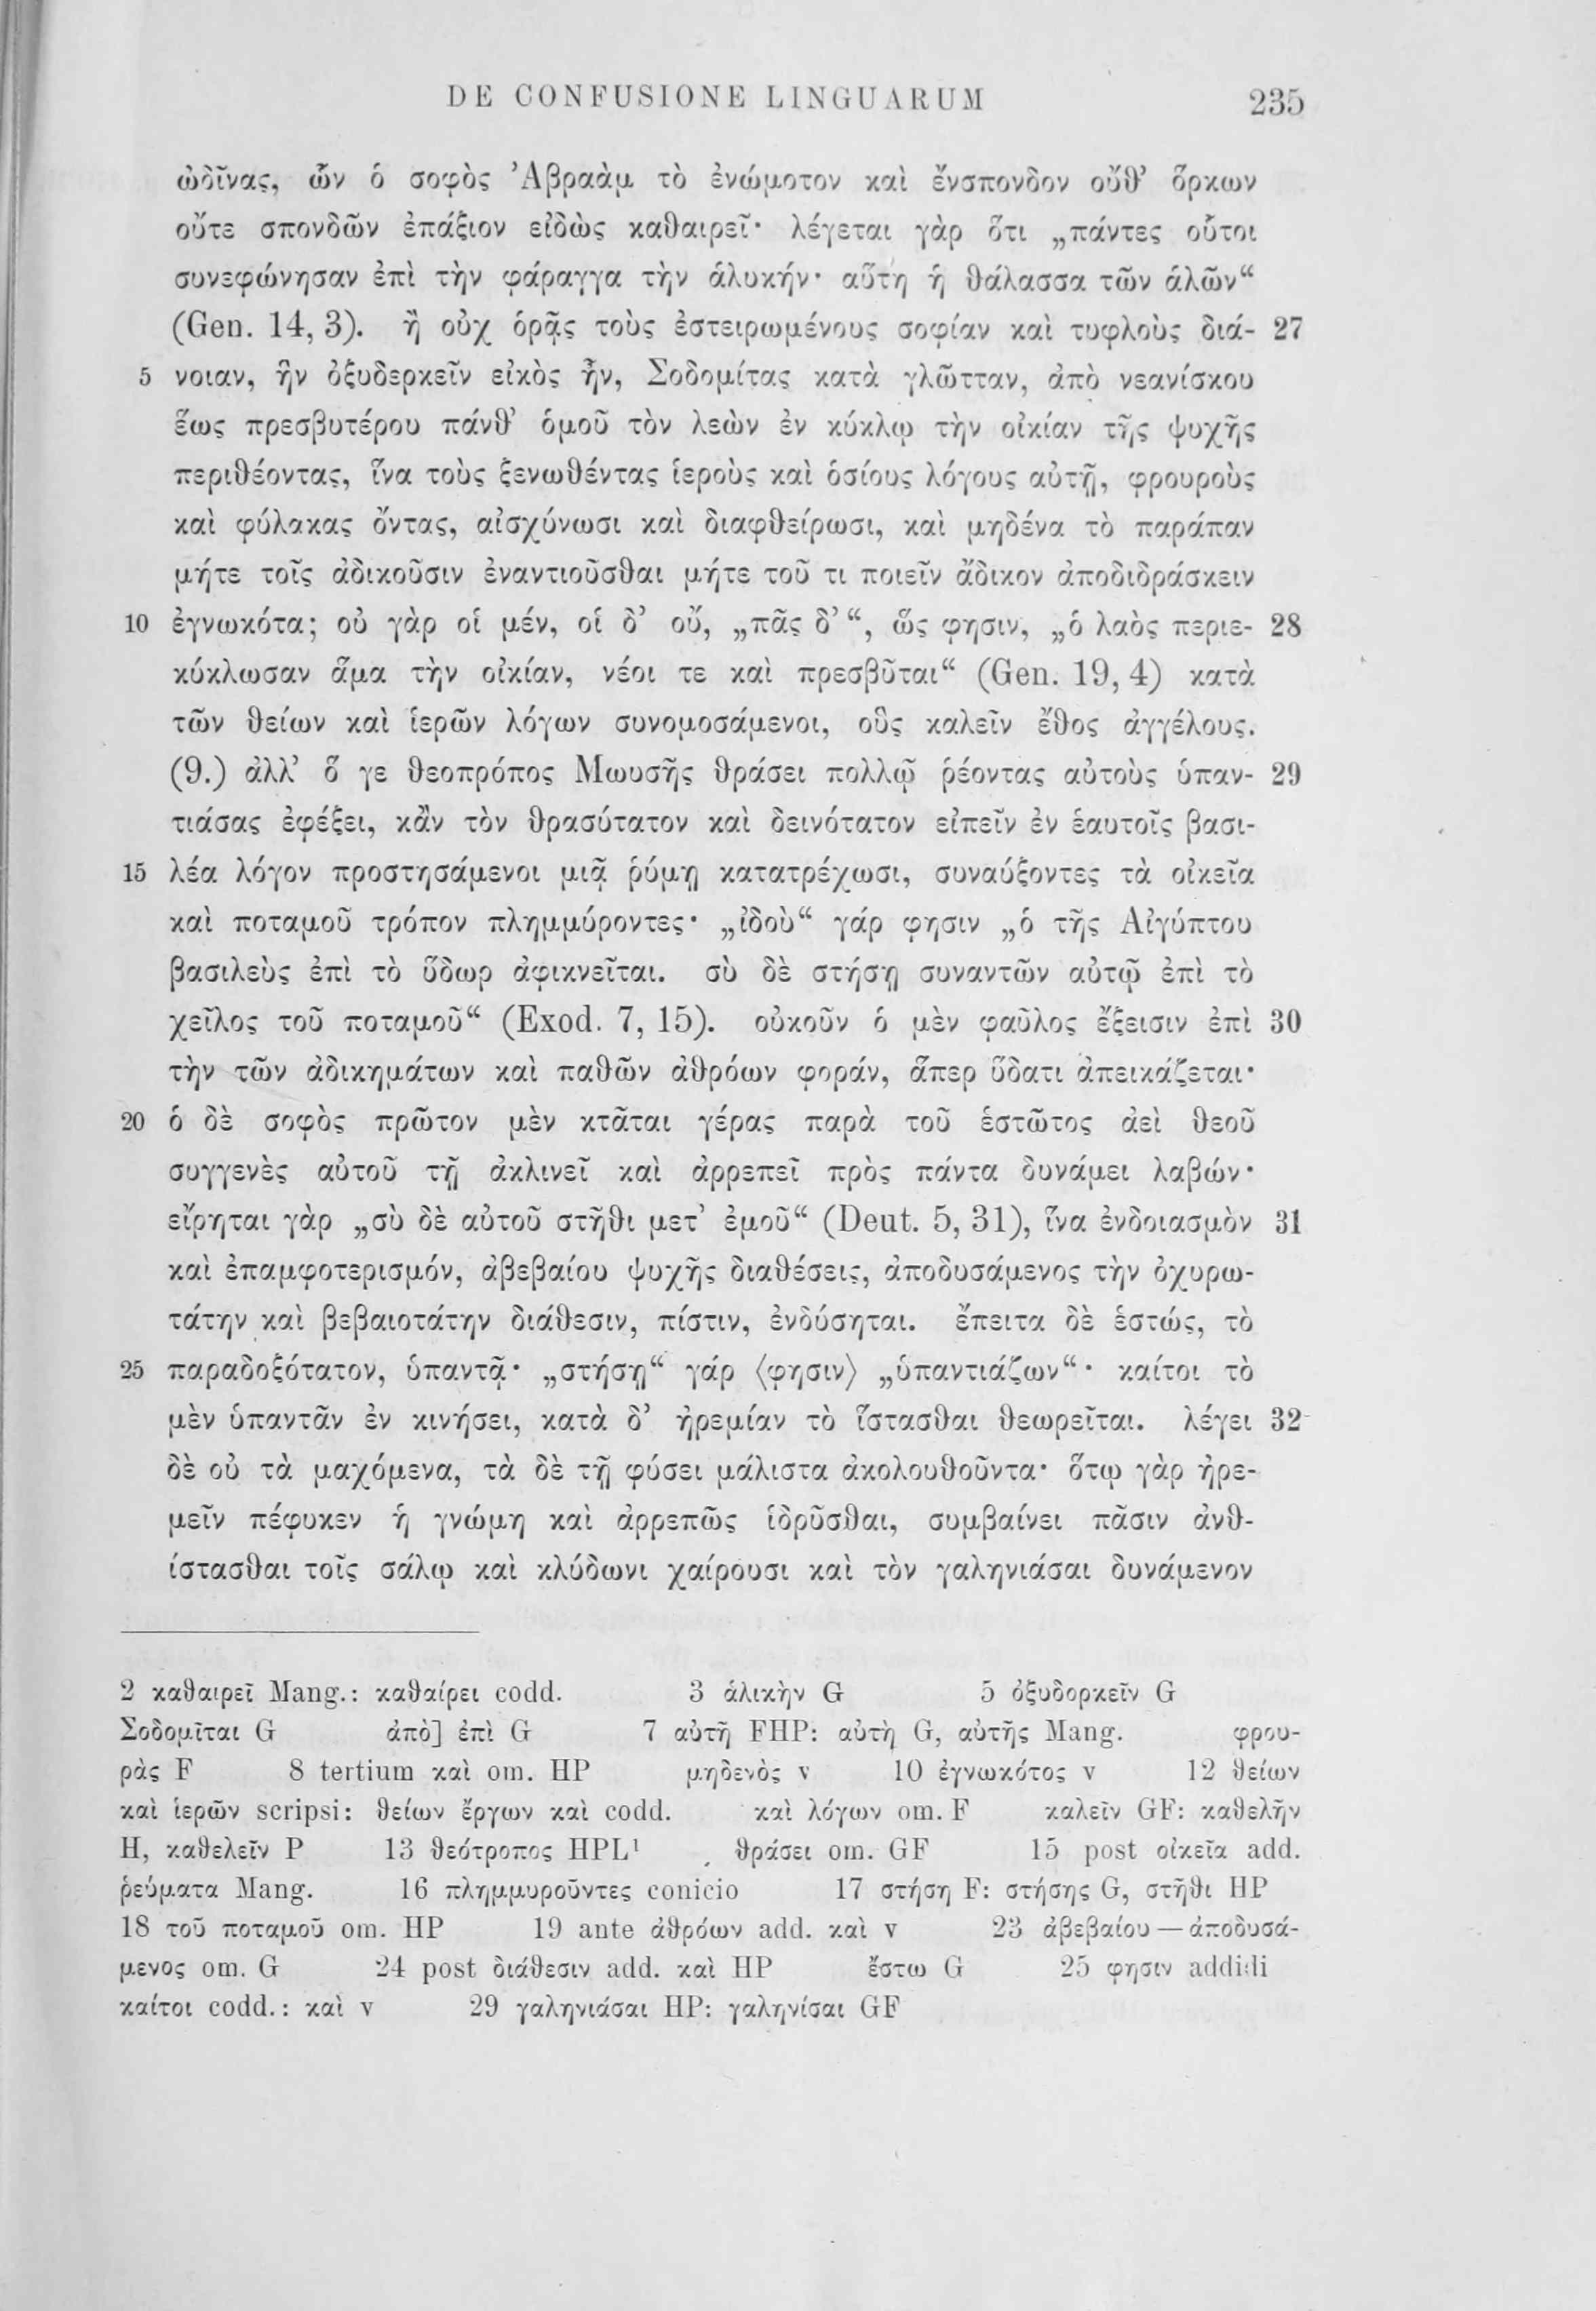 DE CONFUSIONE LINGUARUM 235
ὠδῖνας, ὧν ὁ σοφὸς Ἀβραὰμ τὸ ἐνώμοτον καὶ ἔνσπονδον οὔϑ’ ὅρκων
οὔτε σπονδῶν ἐπάξιον εἰδὼς καϑαιρεῖ· λέγεται γὰρ ὅτι „πάντες οὗτοι
συνεφώνησαν ἐπὶ τὴν φάραγγα τὴν ἁλυκήν· αὕτη ἡ ϑάλασσα τῶν ἁλῶν“
(Gen. 14, 3). ἢ οὐχ ὁρᾷς τοὺς ἐστειρωμένους σοφίαν καὶ τυφλοὺς διά- 27
5 νοιαν, ἣν ὀξυδερκεῖν εἰκὸς ἦν, Σοδομίτας κατὰ γλῶτταν, ἀπὸ νεανίσκου
ἕως πρεσβυτέρου πάνϑ’ ὁμοῦ τὸν λεὼν ἐν κύκλῳ τὴν οἰκίαν τῆς ψυχῆς
περιϑέοντας, ἵνα τοὺς ξενωϑέντας ἱεροὺς καὶ ὁσίους λόγους αὐτῇ, φρουροὺς
καὶ φύλακας ὄντας, αἰσχύνωσι καὶ διαφϑείρωσι, καὶ μηδένα τὸ παράπαν
μήτε τοῖς ἀδικοῦσιν ἐναντιοῦσϑαι μήτε τοῦ τι ποιεῖν ἄδικον ἀποδιδράσκειν
10 ἐγνωκότα; οὐ γὰρ οἱ μέν, οἱ δ’ οὔ, „πᾶς δ’“, ὥς φησιν, „ὁ λαὸς περιε- 28
κύκλωσαν ἅμα τὴν οἰκίαν, νέοι τε καὶ πρεσβῦται“ (Gen. 19, 4) κατὰ
τῶν ϑείων καὶ ἱερῶν λόγων συνομοσάμενοι, οὓς καλεῖν ἔϑος ἀγγέλους.
(9.) ἀλλ’ ὅ γε ϑεοπρόπος Μωυσῆς ϑράσει πολλῷ ῥέοντας αὐτοὺς ὑπαν- 29
τιάσας ἐφέξει, κἂν τὸν ϑρασύτατον καὶ δεινότατον εἰπεῖν ἐν ἑαυτοῖς βασι-
15 λέα λόγον προστησάμενοι μιᾷ ῥύμῃ κατατρέχωσι, συναύξοντες τὰ οἰκεῖα
καὶ ποταμοῦ τρόπον πλημμύροντες· „ἰδοὺ“ γάρ φησιν „ὁ τῆς Αἰγύπτου
βασιλεὺς ἐπὶ τὸ ὕδωρ ἀφικνεῖται. σὺ δὲ στήσῃ συναντῶν αὐτῷ ἐπὶ τὸ
χεῖλος τοῦ ποταμοῦ“ (Exod. 7, 15). οὐκοῦν ὁ μὲν φαῦλος ἔξεισιν ἐπὶ 30
τὴν τῶν ἀδικημάτων καὶ παϑῶν ἀϑρόων φοράν, ἅπερ ὕδατι ἀπεικάζεται·
20 ὁ δὲ σοφὸς πρῶτον μὲν κτᾶται γέρας παρὰ τοῦ ἑστῶτος ἀεὶ ϑεοῦ
συγγενὲς αὐτοῦ τῇ ἀκλινεῖ καὶ ἀρρεπεῖ πρὸς πάντα δυνάμει λαβών·
εἴρηται γὰρ „σὺ δὲ αὐτοῦ στῆϑι μετ’ ἐμοῦ“ (Deut. 5, 31), ἵνα ἐνδοιασμὸν 31
καὶ ἐπαμφοτερισμόν, ἀβεβαίου ψυχῆς διαϑέσεις, ἀποδυσάμενος τὴν ὀχυρω-
τάτην καὶ βεβαιοτάτην διάϑεσιν, πίστιν, ἐνδύσηται. ἔπειτα δὲ ἑστώς, τὸ
25 παραδοξότατον, ὑπαντᾷ· „στήσῃ“ γάρ ⟨φησιν⟩ „ὑπαντιάζων“· καίτοι τὸ
μὲν ὑπαντᾶν ἐν κινήσει, κατὰ δ’ ἠρεμίαν τὸ ἵστασϑαι ϑεωρεῖται. λέγει 32
δὲ οὐ τὰ μαχόμενα, τὰ δὲ τῇ φύσει μάλιστα ἀκολουϑοῦντα· ὅτῳ γὰρ ἠρε-
μεῖν πέφυκεν ἡ γνώμη καὶ ἀρρεπῶς ἱδρῦσϑαι, συμβαίνει πᾶσιν ἀνϑ-
ίστασϑαι τοῖς σάλῳ καὶ κλύδωνι χαίρουσι καὶ τὸν γαληνιάσαι δυνάμενον
2 καϑαιρεῖ Mang.: καϑαίρει codd. 3 ἁλικὴν G 5 ὀξυδορκεῖν G
Σοδομῖται G ἀπὸ] ἐπὶ G 7 αὐτῇ FHP: αὐτὴ G, αὐτῆς Mang. φρου-
ρὰς F 8 tertium καὶ om. HP μηδενὸς v 10 ἐγνωκότος v 12 ϑείων
καὶ ἱερῶν scripsi: ϑείων ἔργων καὶ codd. καὶ λόγων om. F καλεῖν GF: καϑελῆν
H, καϑελεῖν P 13 ϑεότροπος HPL¹ ϑράσει om. GF 15 post οἰκεῖα add.
ῥεύματα Mang. 16 πλημμυροῦντες conicio 17 στήσῃ F: στήσῃς G, στῆϑι HP
18 τοῦ ποταμοῦ om. HP 19 ante ἀϑρόων add. καὶ v 23 ἀβεβαίου — ἀποδυσά-
μενος om. G 24 post διάϑεσιν add. καὶ HP ἔστω G 25 φησιν addidi
καίτοι codd.: καὶ v 29 γαληνιάσαι HP: γαληνίσαι GF